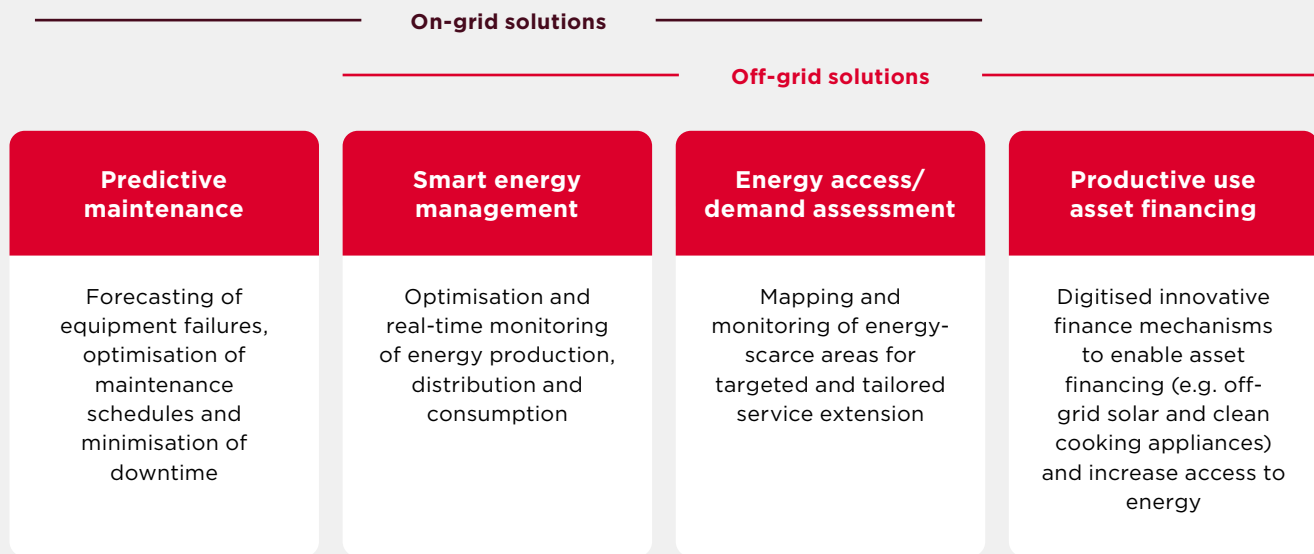 On-grid solutions
Off-grid solutions
Predictive
maintenance
Forecasting of
equipment failures,
optimisation of
maintenance
schedules and
minimisation of
downtime
Smart energy
management
Optimisation and
real-time monitoring
of energy production,
distribution and
consumption
Energy access/
demand assessment
Mapping and
monitoring of energy-
scarce areas for
targeted and tailored
service extension
Productive use
asset financing
Digitised innovative
finance mechanisms
to enable asset
financing (e.g. off-
grid solar and clean
cooking appliances)
and increase access to
energy